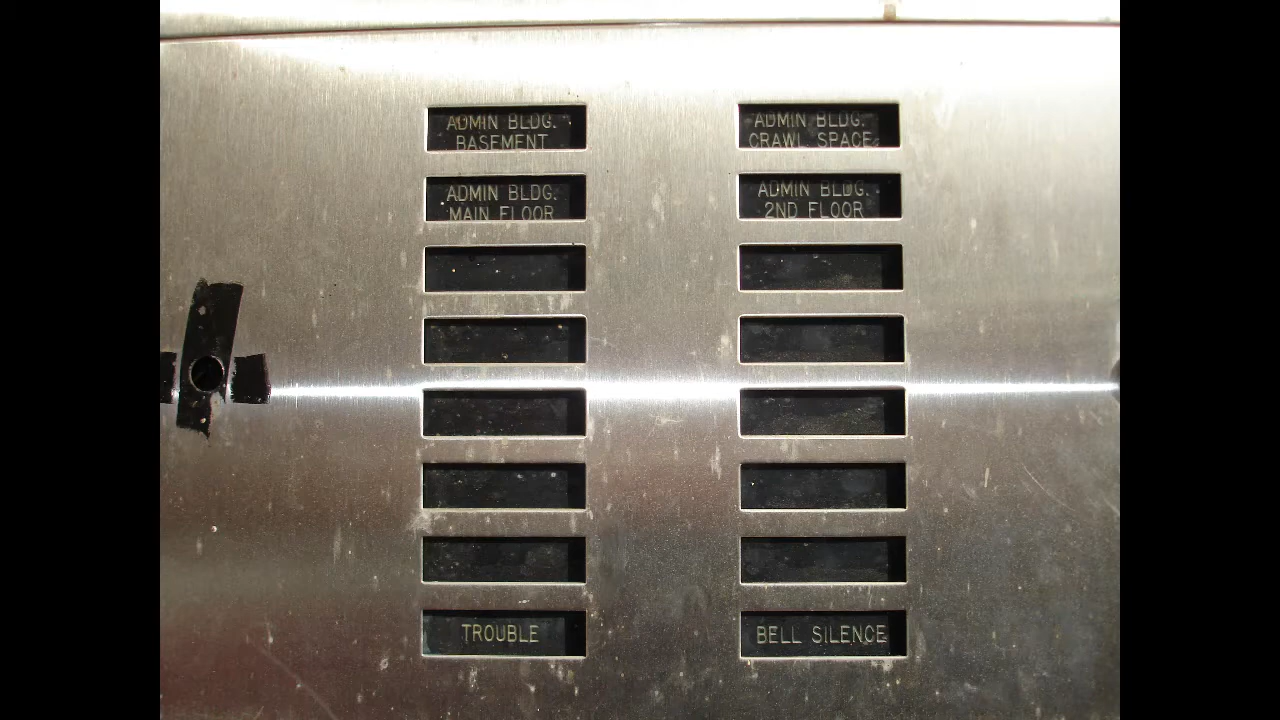 ADMIN BLDG.
BASEMENT
ADMIN BLDG.
CRAWL SPACE
ADMIN BLDG.
MAIN FLOOR
ADMIN BLDG.
2ND FLOOR
TROUBLE
BELL SILENCE